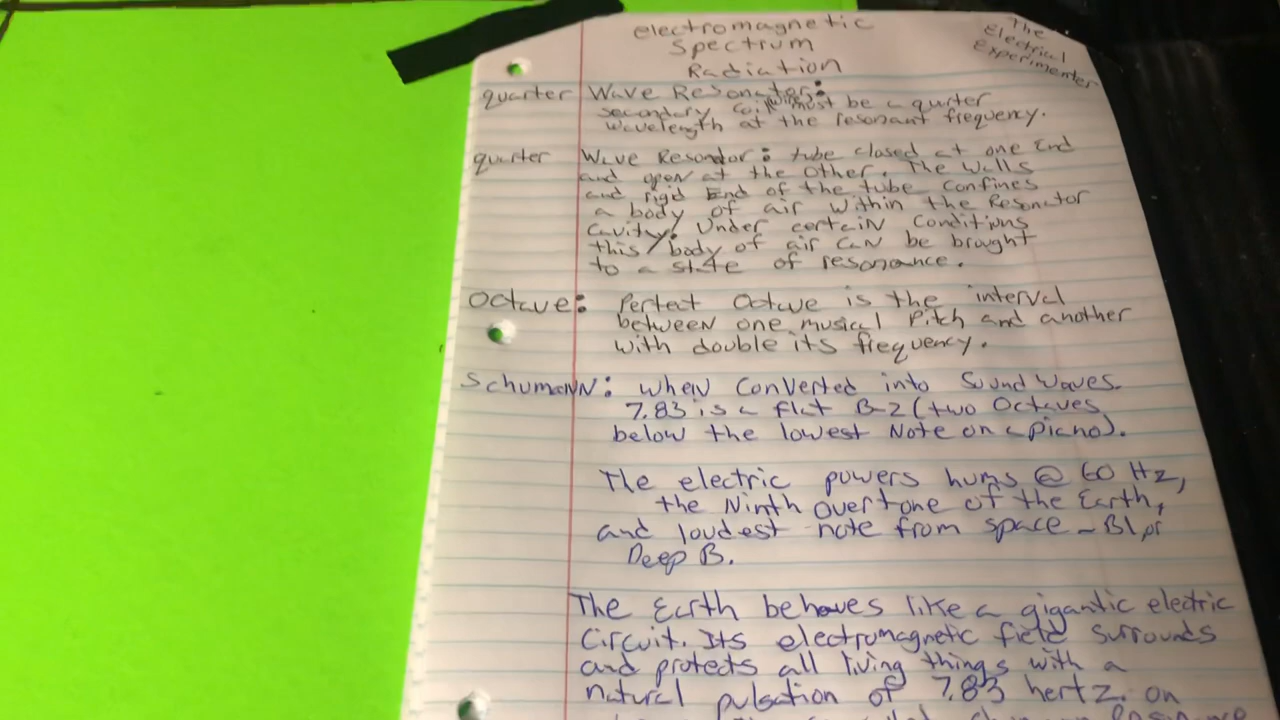 electromagnetic
Spectrum
Radiation
The
Electrical
Experimenter
quarter Wave Resonator:
secondary coil must be a qurter
wavelength at the resonant frequency.
quarter Wave Resonator: tube closed at one End
and open at the other. The Walls
and rigid End of the tube confines
a body of air within the Resonator
Cavity. Under certain Conditions
this body of air can be brought
to a state of resonance.
Octave: Perfect Octave is the interval
between one musical Pitch and another
with double its frequency.
Schumann: When Converted into Sound Waves
7.83 is a flat B-2 (two Octaves
below the lowest Note on a piano).
The electric powers hums @ 60 Hz,
the Ninth overtone of the Earth,
and loudest note from space - B1 or
Deep B.
The Earth behaves like a gigantic electric
Circuit. Its electromagnetic field surrounds
and protects all living things with a
natural pulsation of 7.83 hertz. on